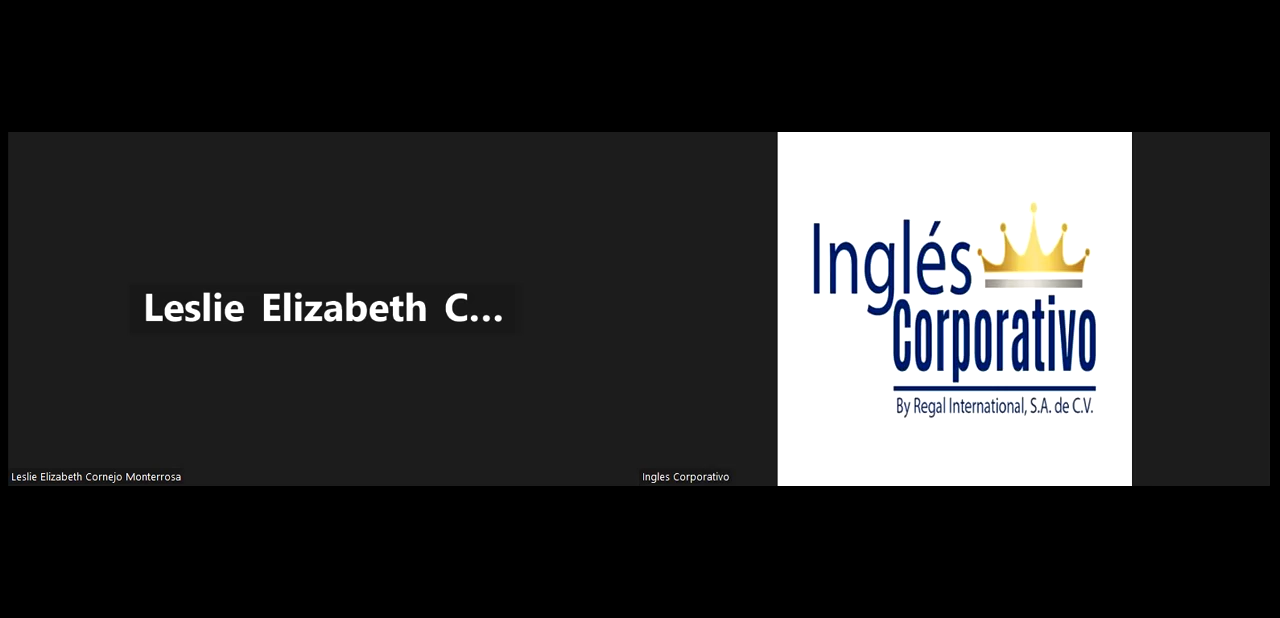 Leslie Elizabeth C...
Leslie Elizabeth Cornejo Monterrosa
Inglés
Corporativo
By Regal International, S.A. de C.V.
Ingles Corporativo